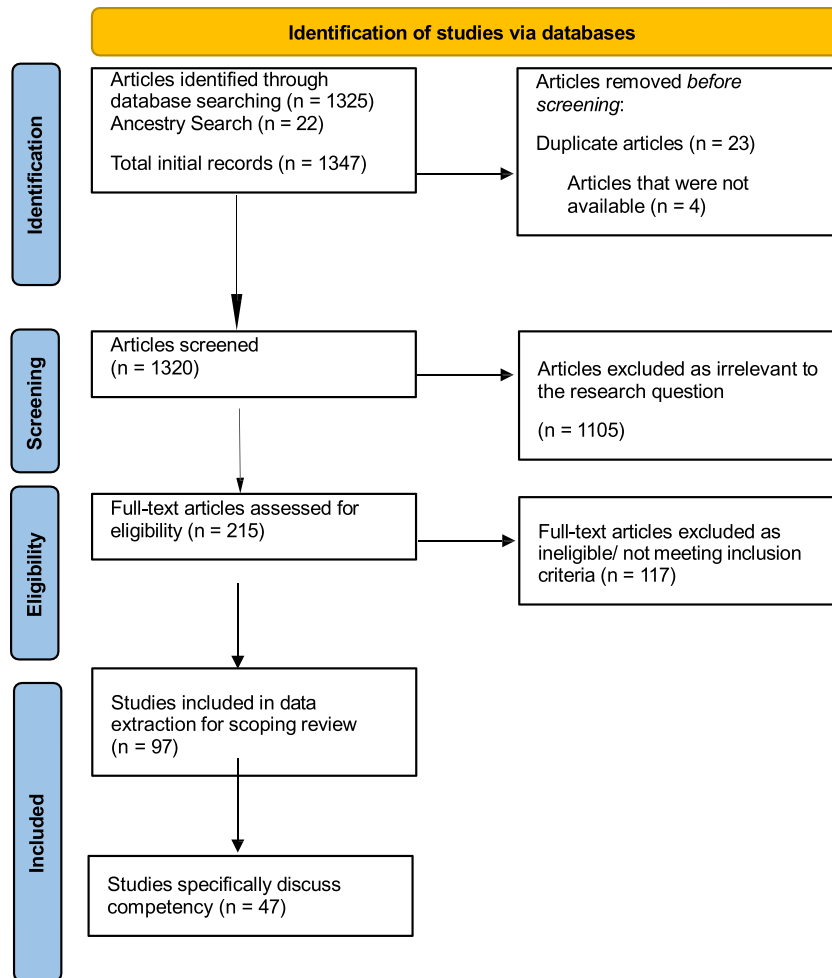 Identification of studies via databases
Identification
Articles identified through
database searching (n = 1325)
Ancestry Search (n = 22)
Total initial records (n = 1347)
Articles removed before
screening:
Duplicate articles (n = 23)
Articles that were not
available (n = 4)
Screening
Articles screened
(n = 1320)
Articles excluded as irrelevant to
the research question
(n = 1105)
Eligibility
Full-text articles assessed for
eligibility (n = 215)
Full-text articles excluded as
ineligible/ not meeting inclusion
criteria (n = 117)
Included
Studies included in data
extraction for scoping review
(n = 97)
Studies specifically discuss
competency (n = 47)